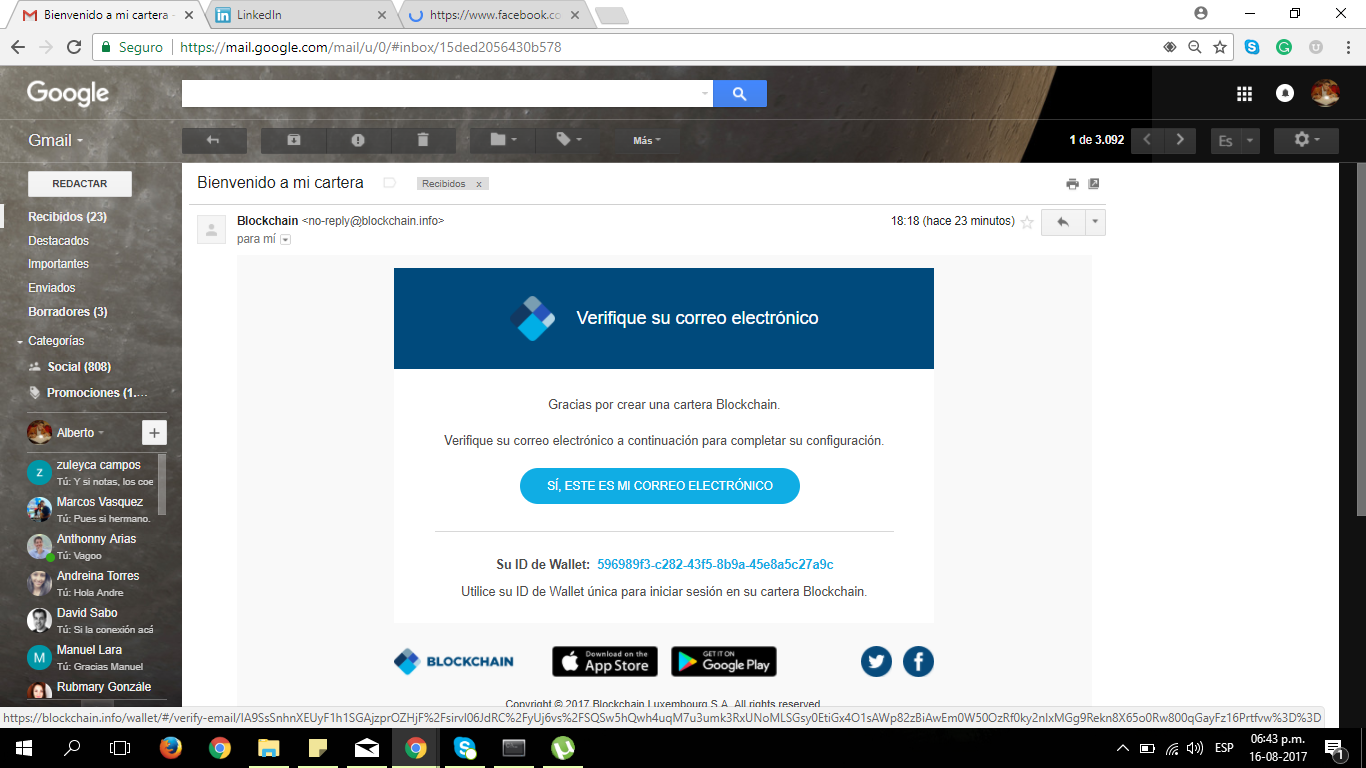 Bienvenido a mi cartera -
LinkedIn
https://www.facebook.co
Seguro
https://mail.google.com/mail/u/0/#inbox/15ded2056430b578
Google
Gmail
Más
1 de 3.092
Es
REDACTAR
Bienvenido a mi cartera
Recibidos x
Recibidos (23)
Destacados
Importantes
Enviados
Borradores (3)
Categorías
Social (808)
Promociones (1....
Blockchain <no-reply@blockchain.info>
18:18 (hace 23 minutos)
para mí
Verifique su correo electrónico
Gracias por crear una cartera Blockchain.
Verifique su correo electrónico a continuación para completar su configuración.
SÍ, ESTE ES MI CORREO ELECTRÓNICO
Su ID de Wallet: 596989f3-c282-43f5-8b9a-45e8a5c27a9c
Utilice su ID de Wallet única para iniciar sesión en su cartera Blockchain.
BLOCKCHAIN
Download on the
App Store
GET IT ON
Google Play
Copyright © 2017 Blockchain Luxembourg S.A. All rights reserved
Alberto
z
zuleyca campos
Tú: Y si notas, los coe
Marcos Vasquez
Tú: Pues si hermano.
Anthonny Arias
Tú: Vagoo
Andreina Torres
Tú: Hola Andre
David Sabo
Tú: Si la conexión acá
M
Manuel Lara
Tú: Gracias Manuel
Rubmary Gonzále
https://blockchain.info/wallet/#/verify-email/IA9SsSnhnXEUyF1h1SGAjzprOZHjF%2Fsirvl06JdRC%2FyUj6vs%2FSQSw5hQwh4uqM7u3umk3RxUNoMLSGsy0EtiGx4O1sAWp82zBiAwEm0W50OzRf0ky2nlxMGg9Rekn8X65o0Rw800qGayFz16Prtfvw%3D%3D
ESP
06:43 p.m.
16-08-2017
1